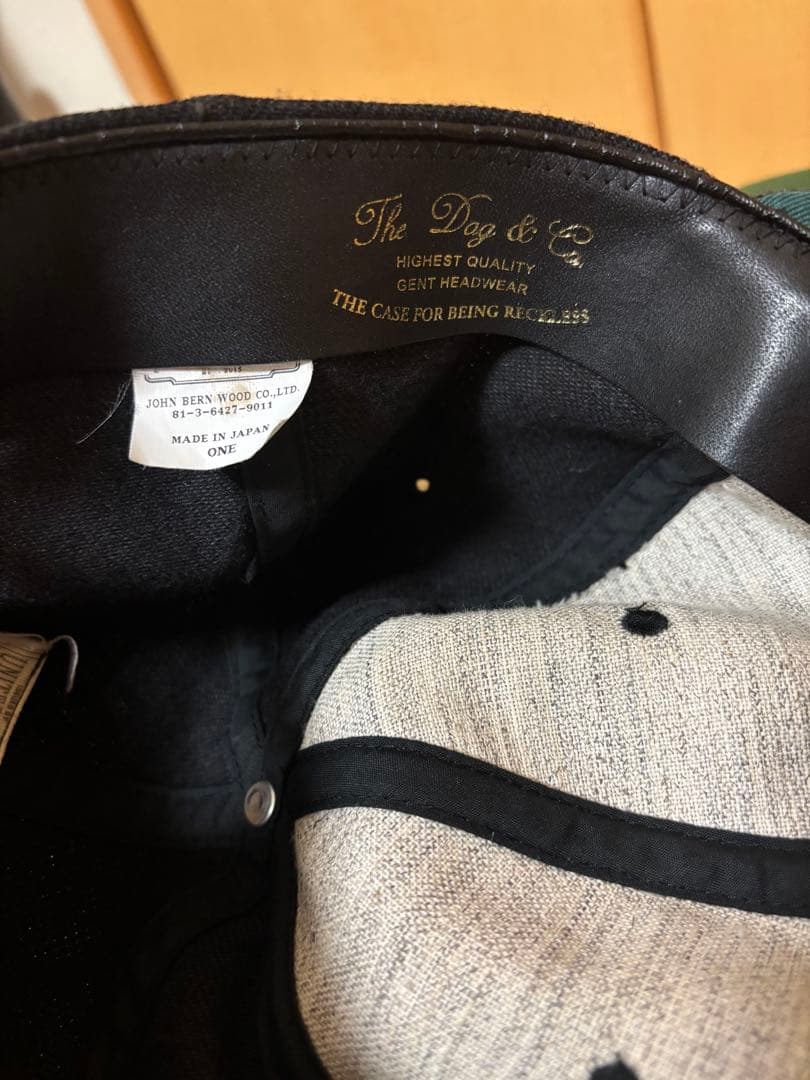 The Dog & Co.
HIGHEST QUALITY
GENT HEADWEAR
THE CASE FOR BEING RECKLESS
JOHN BERN WOOD CO.,LTD.
81-3-6427-9011
MADE IN JAPAN
ONE